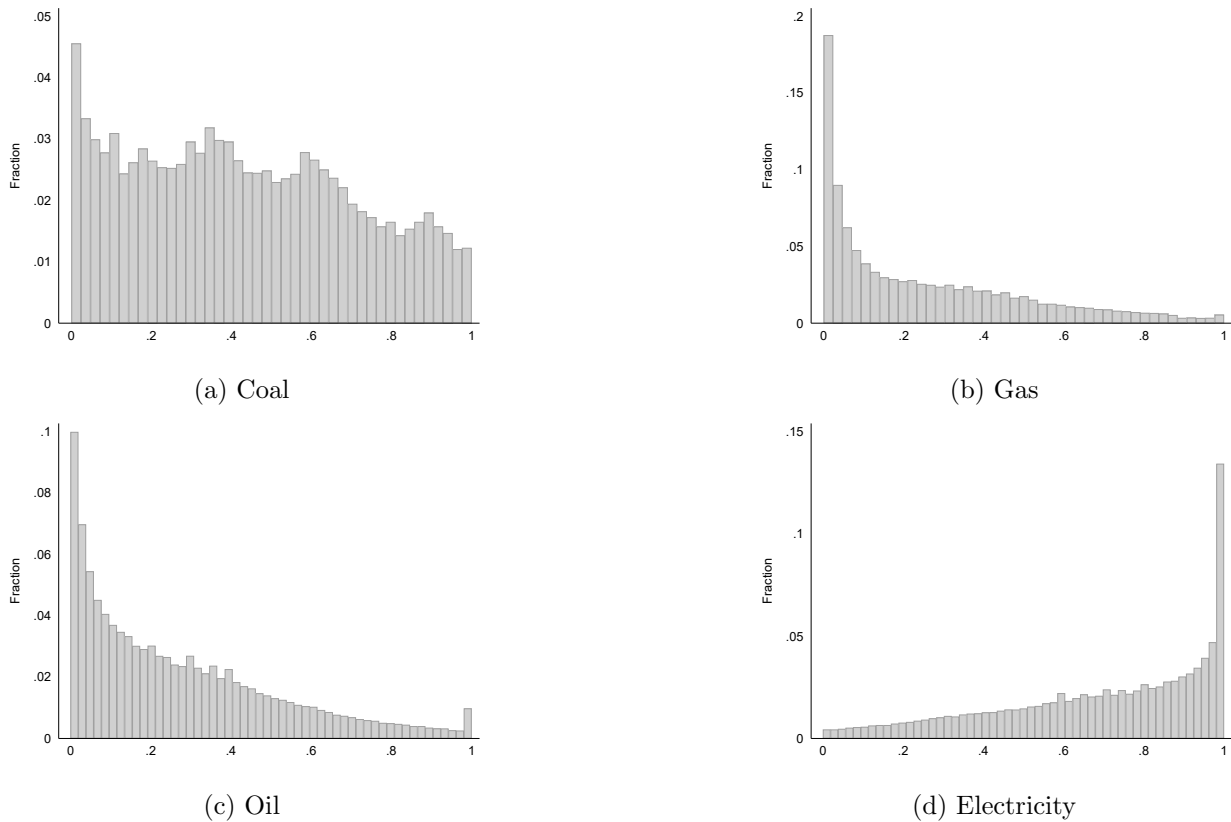 .05
.04
.03
.02
.01
0
Fraction
0 .2 .4 .6 .8 1
(a) Coal
.2
.15
.1
.05
0
Fraction
0 .2 .4 .6 .8 1
(b) Gas
.1
.08
.06
.04
.02
0
Fraction
0 .2 .4 .6 .8 1
(c) Oil
.15
.1
.05
0
Fraction
0 .2 .4 .6 .8 1
(d) Electricity